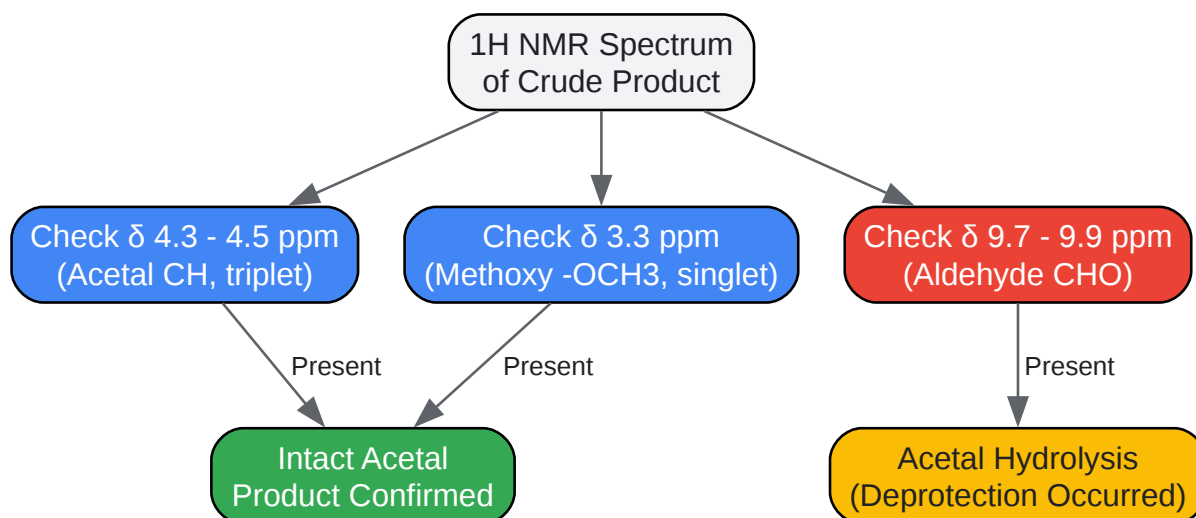 1H NMR Spectrum
of Crude Product
Check δ 4.3 - 4.5 ppm
(Acetal CH, triplet)
Check δ 3.3 ppm
(Methoxy -OCH3, singlet)
Check δ 9.7 - 9.9 ppm
(Aldehyde CHO)
Present
Present
Present
Intact Acetal
Product Confirmed
Acetal Hydrolysis
(Deprotection Occurred)